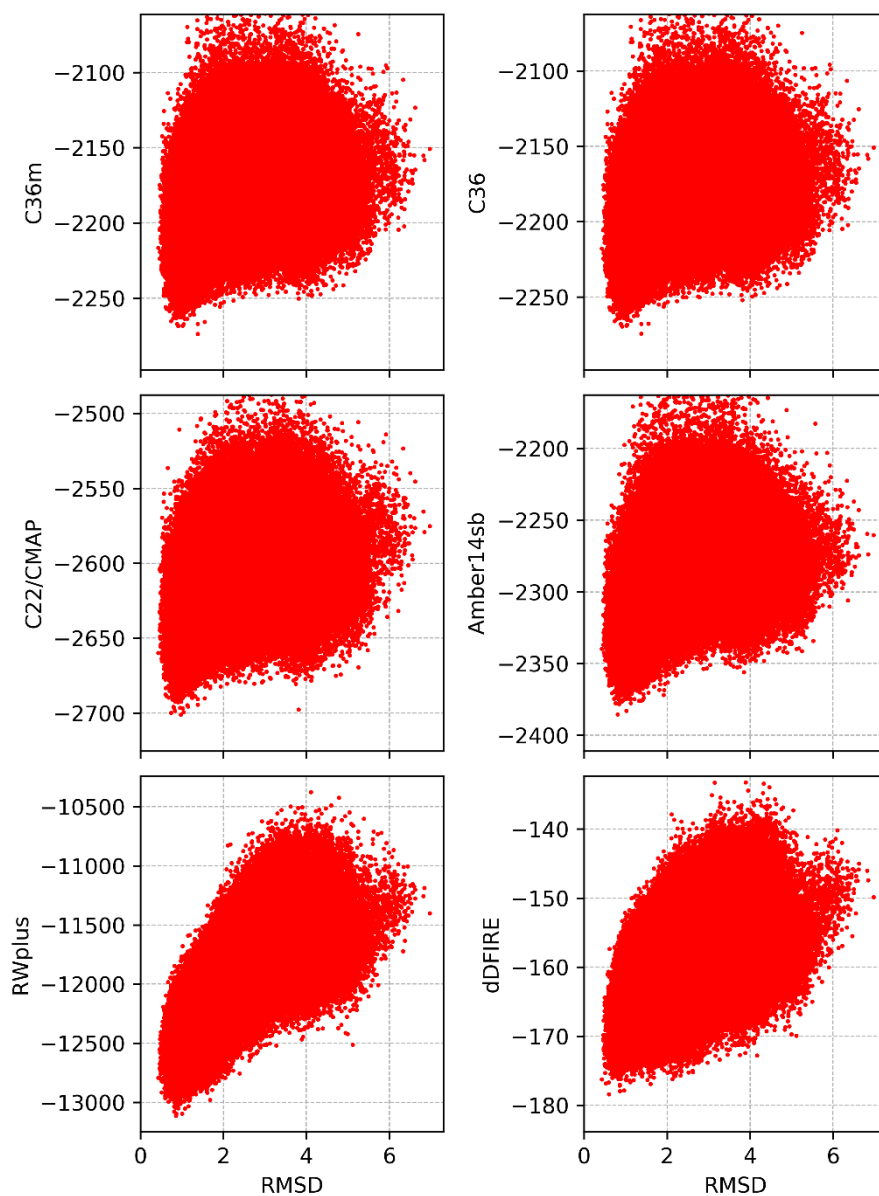 C36m
−2100
−2150
−2200
−2250
C36
−2100
−2150
−2200
−2250
C22/CMAP
−2500
−2550
−2600
−2650
−2700
Amber14sb
−2200
−2250
−2300
−2350
−2400
RWplus
−10500
−11000
−11500
−12000
−12500
−13000
0 2 4 6
RMSD
dDFIRE
−140
−150
−160
−170
−180
0 2 4 6
RMSD